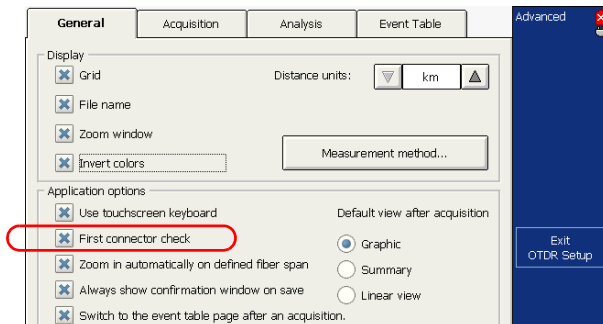 General Acquisition Analysis Event Table Advanced
Display
Grid Distance units: km
File name
Zoom window
Measurement method...
Invert colors
Application options
Use touchscreen keyboard Default view after acquisition
First connector check
Graphic
Exit
OTDR Setup
Zoom in automatically on defined fiber span Summary
Always show confirmation window on save Linear view
Switch to the event table page after an acquisition.